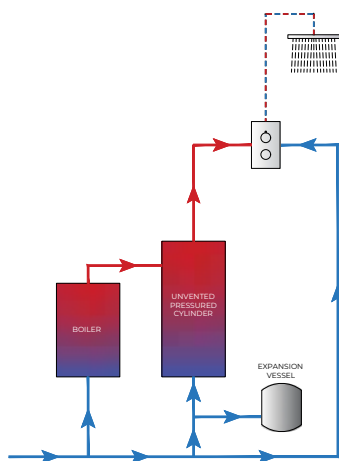 UNVENTED
PRESSURED
CYLINDER
BOILER
EXPANSION
VESSEL